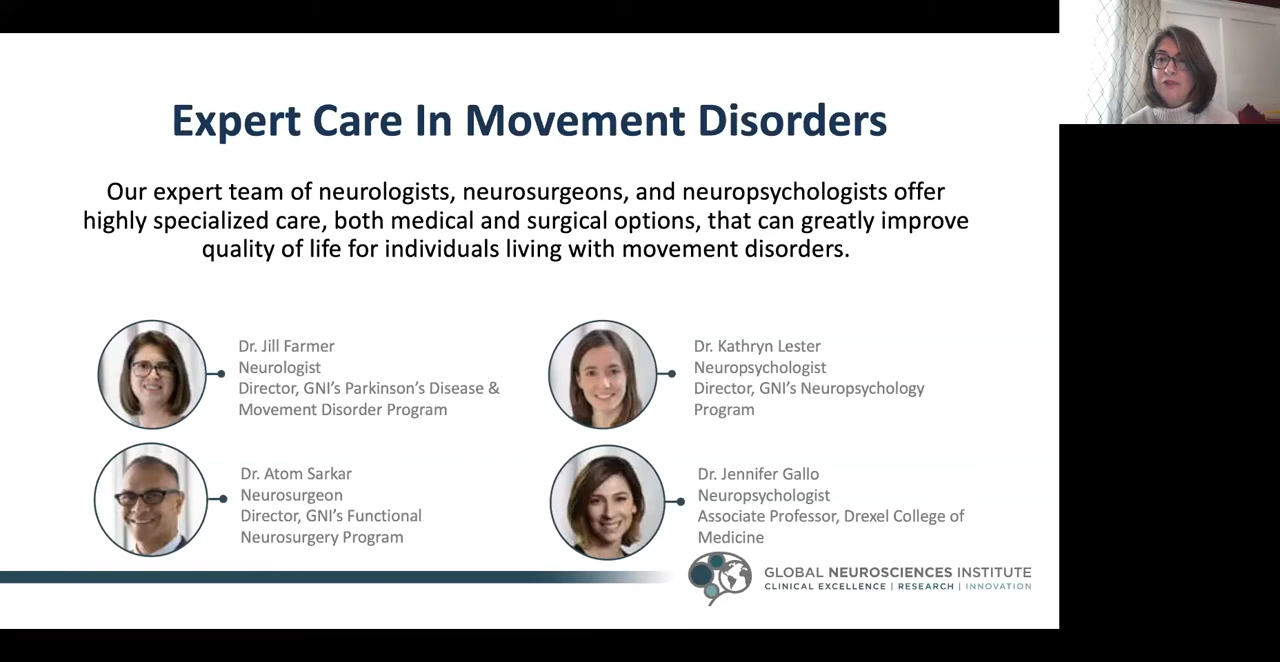 Expert Care In Movement Disorders
Our expert team of neurologists, neurosurgeons, and neuropsychologists offer
highly specialized care, both medical and surgical options, that can greatly improve
quality of life for individuals living with movement disorders.
Dr. Jill Farmer
Neurologist
Director, GNI’s Parkinson’s Disease &
Movement Disorder Program
Dr. Kathryn Lester
Neuropsychologist
Director, GNI’s Neuropsychology
Program
Dr. Atom Sarkar
Neurosurgeon
Director, GNI’s Functional
Neurosurgery Program
Dr. Jennifer Gallo
Neuropsychologist
Associate Professor, Drexel College of
Medicine
GLOBAL NEUROSCIENCES INSTITUTE
CLINICAL EXCELLENCE | RESEARCH | INNOVATION